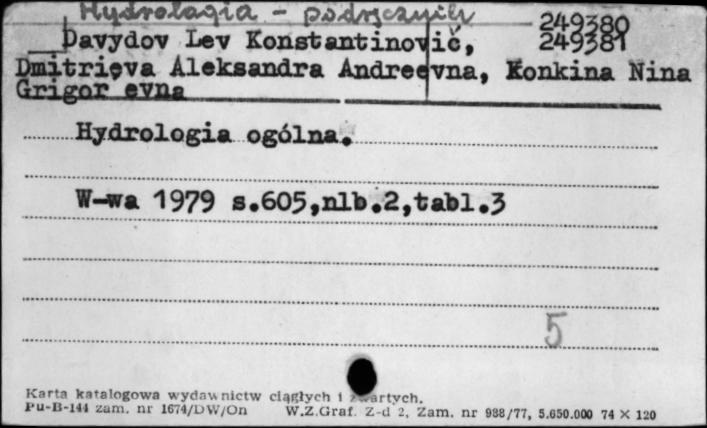 Hydrologia - podręczniki
249380
Davydov Lev Konstantinovič, 249381
Dmitrieva Aleksandra Andreevna, Konkina Nina
Grigor evna
Hydrologia ogólna.
W-wa 1979 s.605,nlb.2,tabl.3
5
Karta katalogowa wydawnictw ciągłych i zwartych.
Pu-B-144 zam. nr 1674/DW/On W.Z.Graf. Z-d 2, Zam. nr 988/77, 5.650.000 74 × 120